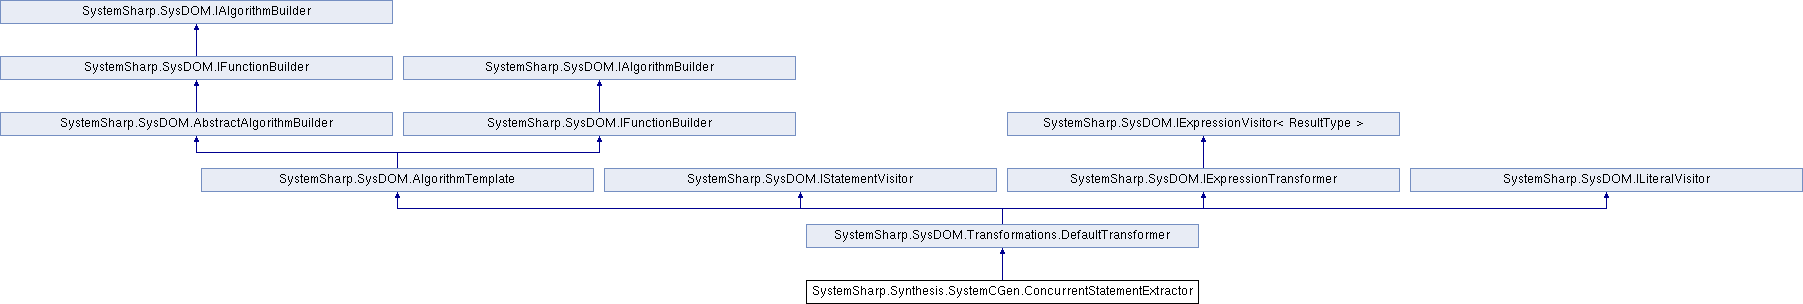 SystemSharp.SysDOM.IAlgorithmBuilder
SystemSharp.SysDOM.IFunctionBuilder
SystemSharp.SysDOM.IAlgorithmBuilder
SystemSharp.SysDOM.AbstractAlgorithmBuilder
SystemSharp.SysDOM.IFunctionBuilder
SystemSharp.SysDOM.IExpressionVisitor< ResultType >
SystemSharp.SysDOM.AlgorithmTemplate
SystemSharp.SysDOM.IStatementVisitor
SystemSharp.SysDOM.IExpressionTransformer
SystemSharp.SysDOM.ILiteralVisitor
SystemSharp.SysDOM.Transformations.DefaultTransformer
SystemSharp.Synthesis.SystemCGen.ConcurrentStatementExtractor